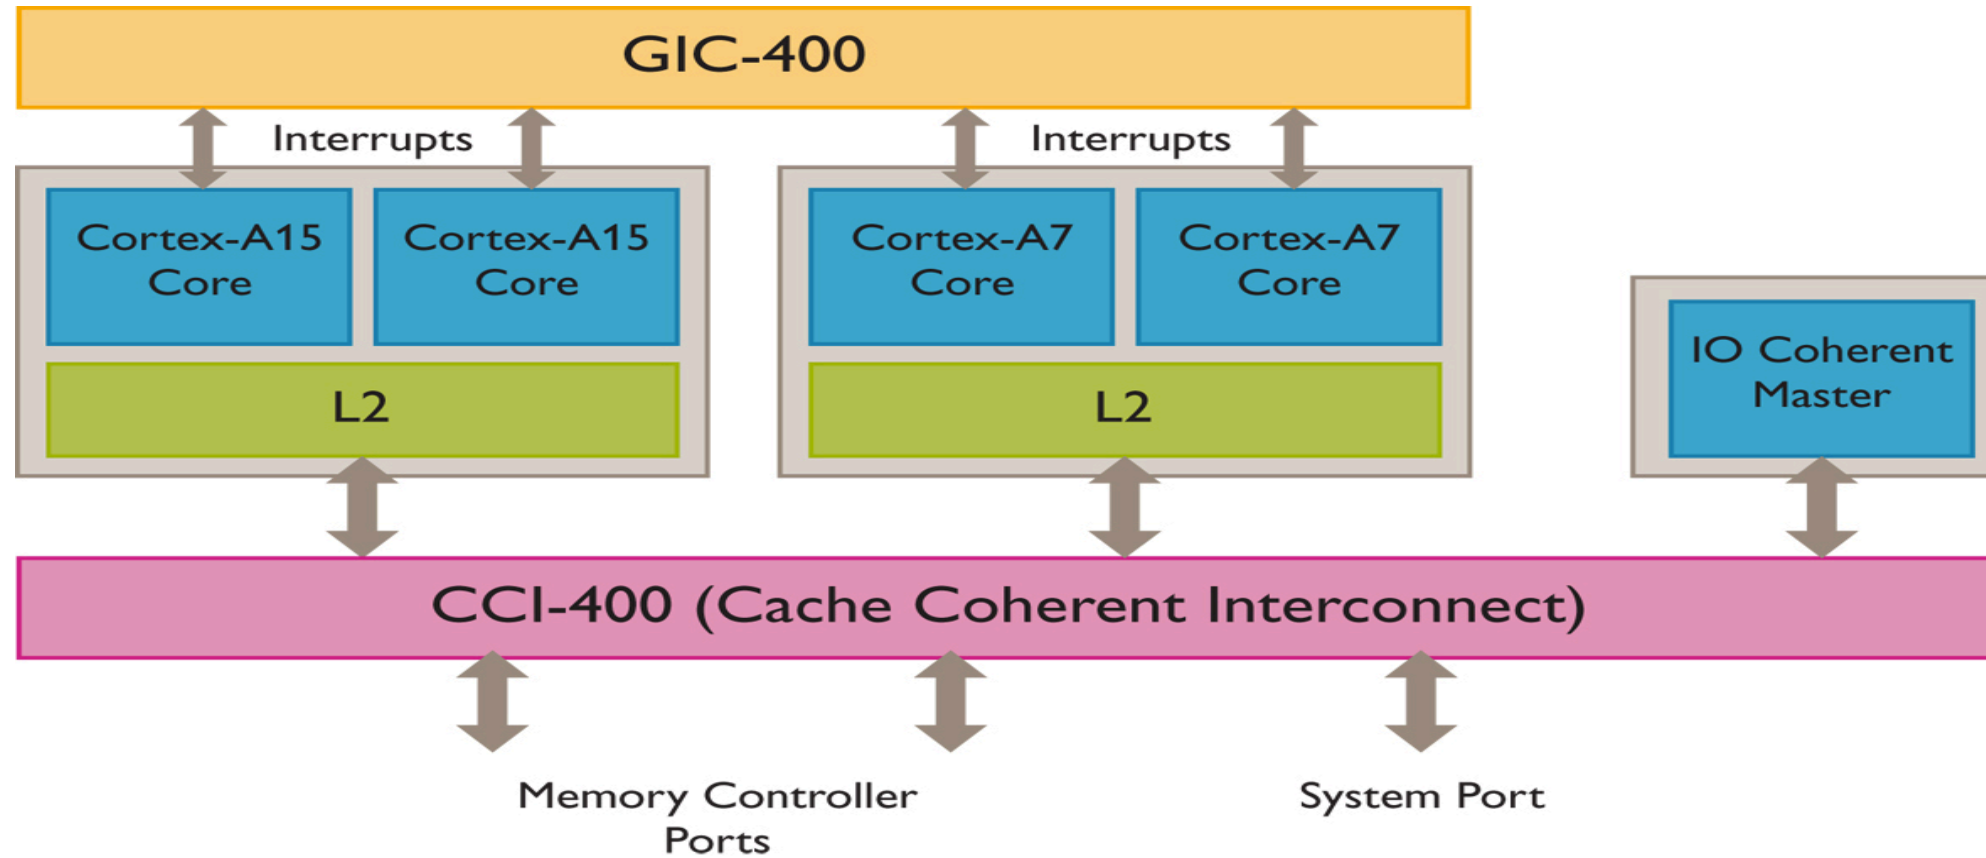 GIC-400
Interrupts
Interrupts
Cortex-A15
Core
Cortex-A15
Core
Cortex-A7
Core
Cortex-A7
Core
L2
L2
IO Coherent
Master
CCI-400 (Cache Coherent Interconnect)
Memory Controller
Ports
System Port